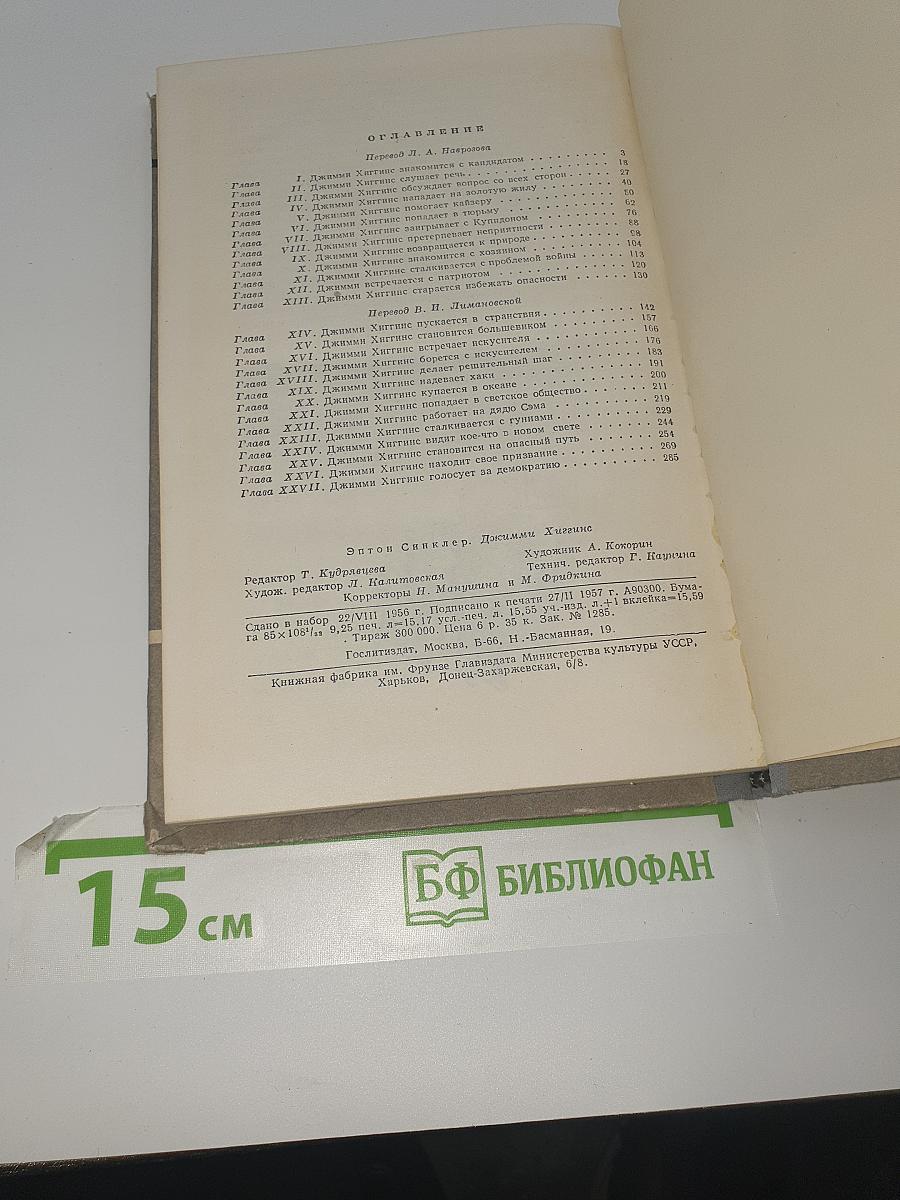 ОГЛАВЛЕНИЕ
Перевод Л. А. Наврозова
Глава I. Джимми Хиггинс знакомится с кандидатом . . . . . . . . . 3
Глава II. Джимми Хиггинс слушает речь . . . . . . . . . . . . . . 18
Глава III. Джимми Хиггинс обсуждает вопрос со всех сторон . . . . 27
Глава IV. Джимми Хиггинс нападает на золотую жилу . . . . . . . . 40
Глава V. Джимми Хиггинс помогает кайзеру . . . . . . . . . . . . 50
Глава VI. Джимми Хиггинс попадает в тюрьму . . . . . . . . . . . 62
Глава VII. Джимми Хиггинс заигрывает с Купидоном . . . . . . . . 76
Глава VIII. Джимми Хиггинс претерпевает неприятности . . . . . . 88
Глава IX. Джимми Хиггинс возвращается к природе . . . . . . . . . 98
Глава X. Джимми Хиггинс знакомится с хозяином . . . . . . . . . . 104
Глава XI. Джимми Хиггинс сталкивается с проблемой войны . . . . . 113
Глава XII. Джимми встречается с патриотом . . . . . . . . . . . . 120
Глава XIII. Джимми Хиггинс старается избежать опасности . . . . . 130
Перевод В. И. Лимановской
Глава XIV. Джимми Хиггинс пускается в странствия . . . . . . . . 142
Глава XV. Джимми Хиггинс становится большевиком . . . . . . . . . 157
Глава XVI. Джимми Хиггинс встречает искусителя . . . . . . . . . 166
Глава XVII. Джимми Хиггинс борется с искусителем . . . . . . . . 176
Глава XVIII. Джимми Хиггинс делает решительный шаг . . . . . . . 183
Глава XIX. Джимми Хиггинс надевает хаки . . . . . . . . . . . . . 191
Глава XX. Джимми Хиггинс купается в океане . . . . . . . . . . . 200
Глава XXI. Джимми Хиггинс попадает в светское общество . . . . . 211
Глава XXII. Джимми Хиггинс работает на дядю Сэма . . . . . . . . 219
Глава XXIII. Джимми Хиггинс сталкивается с гуннами . . . . . . . 229
Глава XXIV. Джимми Хиггинс видит кое-что в новом свете . . . . . 244
Глава XXV. Джимми Хиггинс становится на опасный путь . . . . . . 254
Глава XXVI. Джимми Хиггинс находит свое призвание . . . . . . . . 269
Глава XXVII. Джимми Хиггинс голосует за демократию . . . . . . . 285
Эптон Синклер. Джимми Хиггинс
Редактор Т. Кудрявцева Художник А. Кокорин
Худож. редактор Л. Калитовская Технич. редактор Г. Каунина
Корректоры Н. Манушина и М. Фридкина
Сдано в набор 22/VIII 1956 г. Подписано к печати 27/II 1957 г. А90300. Бума-
га 85×108¹/₃₂ 9,25 печ. л=15,17 усл.-печ. л. 15,55 уч.-изд. л.+1 вклейка=15,59
. Тираж 300 000. Цена 6 р. 35 к. Зак. № 1285.
Гослитиздат, Москва, Б-66, Н.-Басманная, 19.
Книжная фабрика им. Фрунзе Главиздата Министерства культуры УССР,
Харьков, Донец-Захаржевская, 6/8.
15 см
БФ БИБЛИОФАН